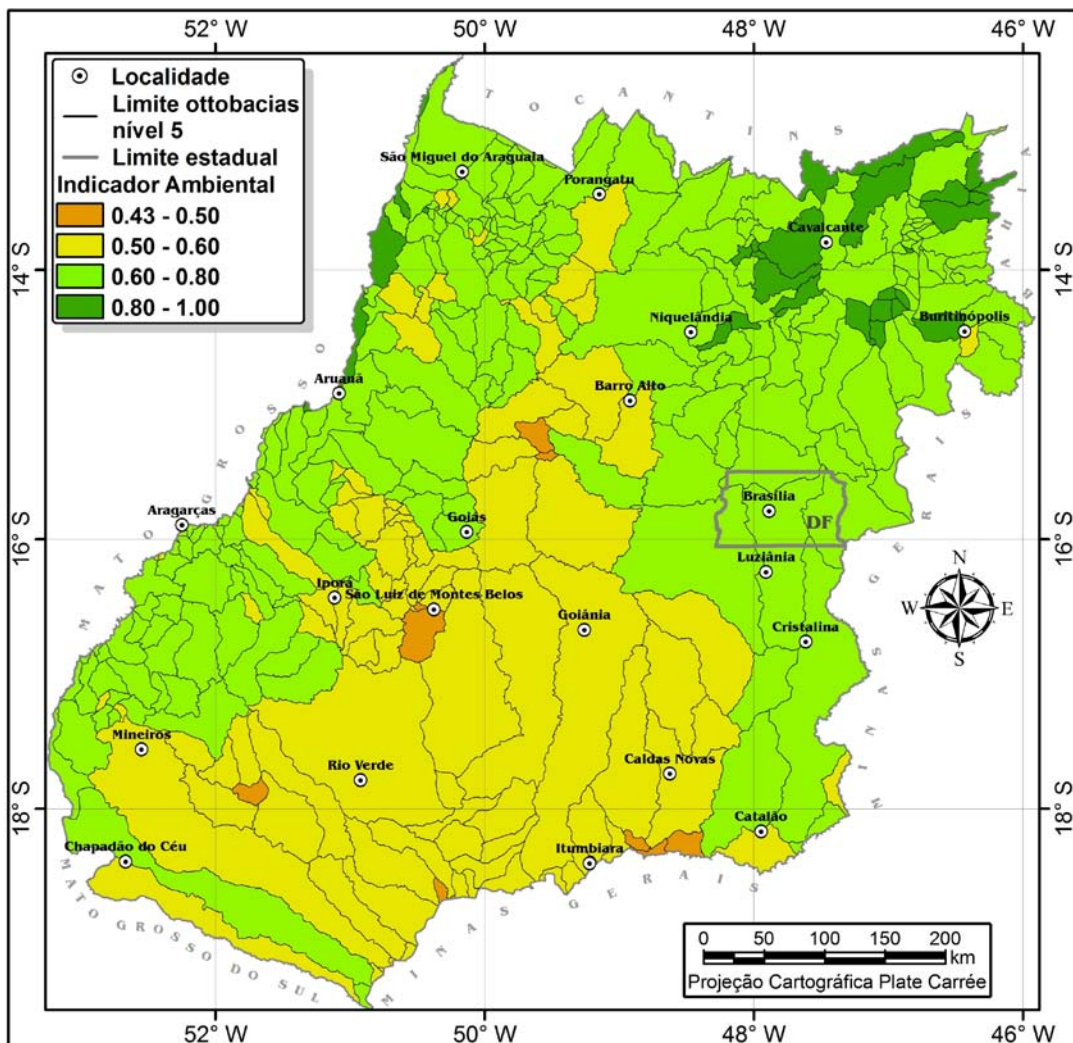 52° W
50° W
48° W
46° W
Localidade
Limite ottobacias
nível 5
Limite estadual
Indicador Ambiental
0.43 - 0.50
0.50 - 0.60
0.60 - 0.80
0.80 - 1.00
TOCANTINS
BAHIA
São Miguel do Araguaia
Porangatu
Cavalcante
14° S
14° S
Niquelândia
Buritinópolis
Aruanã
Barro Alto
MATO GROSSO
MINAS GERAIS
Brasília
DF
Aragarças
Goiás
16° S
16° S
Luziânia
Iporá
São Luiz de Montes Belos
Goiânia
Cristalina
N
W
E
S
Mineiros
Rio Verde
Caldas Novas
18° S
18° S
Catalão
Chapadão do Céu
Itumbiara
MATO GROSSO DO SUL
MINAS GERAIS
0 50 100 150 200
km
Projeção Cartográfica Plate Carrée
52° W
50° W
48° W
46° W